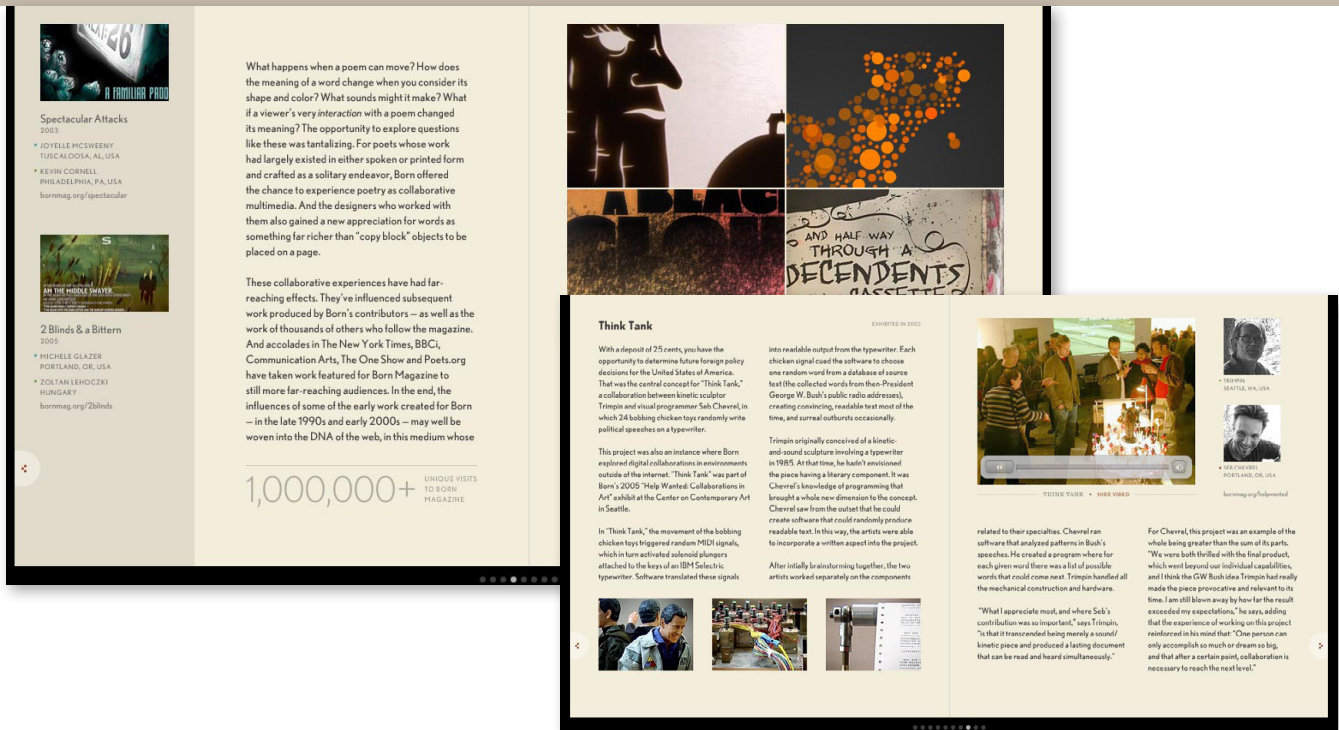 A FAMILIAR PROD
Spectacular Attacks
2003
JOYELLE MCSWEENY
TUSCALOOSA, AL, USA
KEVIN CORNELL
PHILADELPHIA, PA, USA
bornmag.org/spectacular
S
AM THE MIDDLE SWAYER.
2 Blinds & a Bittern
2005
MICHELE GLAZER
PORTLAND, OR, USA
ZOLTAN LEHOCZKI
HUNGARY
bornmag.org/2blinds
What happens when a poem can move? How does
the meaning of a word change when you consider its
shape and color? What sounds might it make? What
if a viewer's very interaction with a poem changed
its meaning? The opportunity to explore questions
like these was tantalizing. For poets whose work
had largely existed in either spoken or printed form
and crafted as a solitary endeavor, Born offered
the chance to experience poetry as collaborative
multimedia. And the designers who worked with
them also gained a new appreciation for words as
something far richer than “copy block” objects to be
placed on a page.
These collaborative experiences have had far-
reaching effects. They've influenced subsequent
work produced by Born's contributors — as well as the
work of thousands of others who follow the magazine.
And accolades in The New York Times, BBCi,
Communication Arts, The One Show and Poets.org
have taken work featured for Born Magazine to
still more far-reaching audiences. In the end, the
influences of some of the early work created for Born
— in the late 1990s and early 2000s — may well be
woven into the DNA of the web, in this medium whose
1,000,000+
UNIQUE VISITS
TO BORN
MAGAZINE
A BLAC
AND HALF WAY
THROUGH A
DECENDENTS
CASSETTE
Think Tank
EXHIBITED IN 2005
With a deposit of 25 cents, you have the
opportunity to determine future foreign policy
decisions for the United States of America.
That was the central concept for “Think Tank,”
a collaboration between kinetic sculptor
Trimpin and visual programmer Seb Chevrel, in
which 24 bobbing chicken toys randomly write
political speeches on a typewriter.
This project was also an instance where Born
explored digital collaborations in environments
outside of the internet. “Think Tank” was part of
Born's 2005 “Help Wanted: Collaborations in
Art” exhibit at the Center on Contemporary Art
in Seattle.
In “Think Tank,” the movement of the bobbing
chicken toys triggered random MIDI signals,
which in turn activated solenoid plungers
attached to the keys of an IBM Selectric
typewriter. Software translated these signals
into readable output from the typewriter. Each
chicken signal cued the software to choose
one random word from a database of source
text (the collected words from then-President
George W. Bush's public radio addresses),
creating convincing, readable text most of the
time, and surreal outbursts occasionally.
Trimpin originally conceived of a kinetic-
and-sound sculpture involving a typewriter
in 1985. At that time, he hadn't envisioned
the piece having a literary component. It was
Chevrel's knowledge of programming that
brought a whole new dimension to the concept.
Chevrel saw from the outset that he could
create software that could randomly produce
readable text. In this way, the artists were able
to incorporate a written aspect into the project.
After intially brainstorming together, the two
artists worked separately on the components
THINK TANK • HIDE VIDEO
TRIMPIN
SEATTLE, WA, USA
SEB CHEVREL
PORTLAND, OR, USA
bornmag.org/helpwanted
related to their specialties. Chevrel ran
software that analyzed patterns in Bush's
speeches. He created a program where for
each given word there was a list of possible
words that could come next. Trimpin handled all
the mechanical construction and hardware.
“What I appreciate most, and where Seb's
contribution was so important,” says Trimpin,
“is that it transcended being merely a sound/
kinetic piece and produced a lasting document
that can be read and heard simultaneously.”
For Chevrel, this project was an example of the
whole being greater than the sum of its parts.
“We were both thrilled with the final product,
which went beyond our individual capabilities,
and I think the GW Bush idea Trimpin had really
made the piece provocative and relevant to its
time. I am still blown away by how far the result
exceeded my expectations,” he says, adding
that the experience of working on this project
reinforced in his mind that: “One person can
only accomplish so much or dream so big,
and that after a certain point, collaboration is
necessary to reach the next level.”